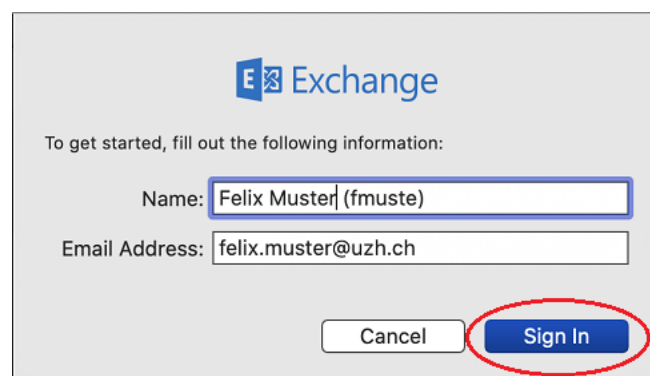 Exchange
To get started, fill out the following information:
Name: Felix Muster (fmuste)
Email Address: felix.muster@uzh.ch
Cancel Sign In